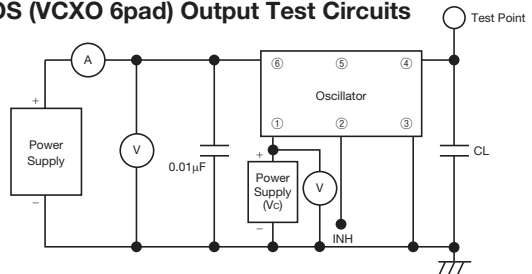 OS (VCXO 6pad) Output Test Circuits
Test Point
A
⑥ ⑤ ④
Oscillator
① ② ③
+
Power
Supply
−
V
0.01μF
+
Power
Supply
(Vc)
−
V
INH
CL